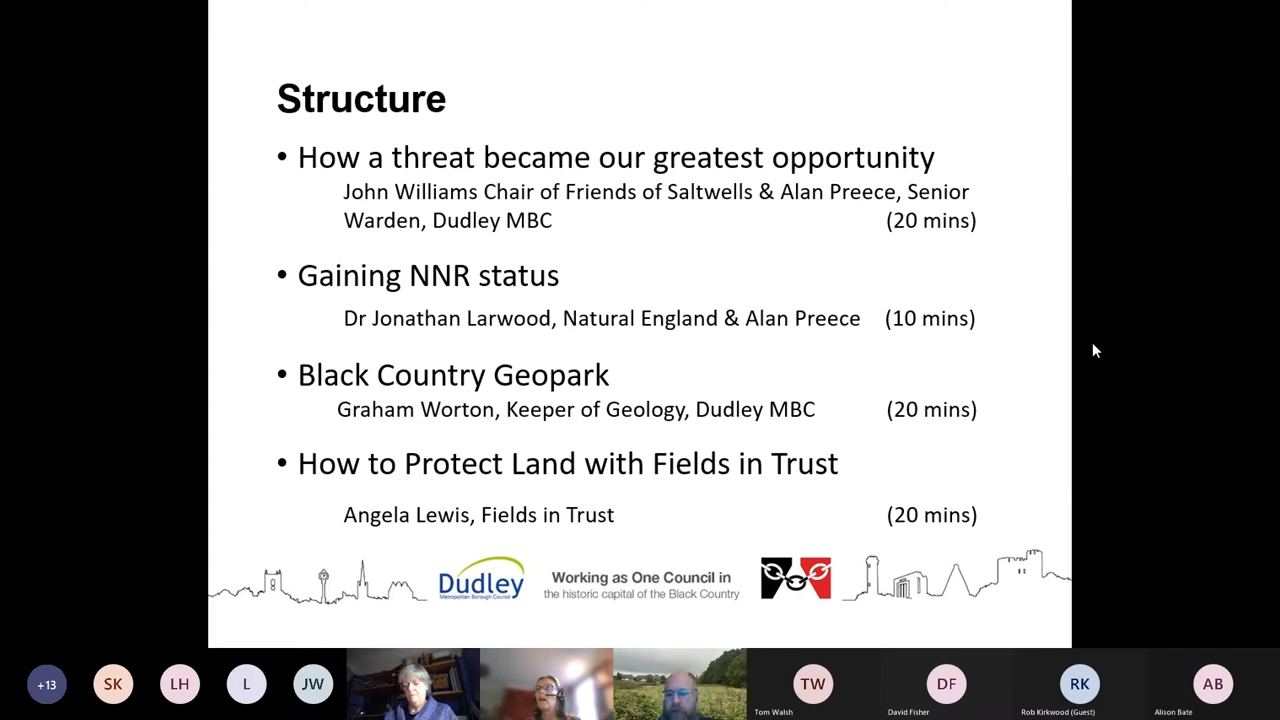 Structure
• How a threat became our greatest opportunity
John Williams Chair of Friends of Saltwells & Alan Preece, Senior
Warden, Dudley MBC (20 mins)
• Gaining NNR status
Dr Jonathan Larwood, Natural England & Alan Preece (10 mins)
• Black Country Geopark
Graham Worton, Keeper of Geology, Dudley MBC (20 mins)
• How to Protect Land with Fields in Trust
Angela Lewis, Fields in Trust (20 mins)
Dudley
Metropolitan Borough Council
Working as One Council in
the historic capital of the Black Country
+13 SK LH L JW TW DF RK AB
Tom Walsh David Fisher Rob Kirkwood (Guest) Alison Bate